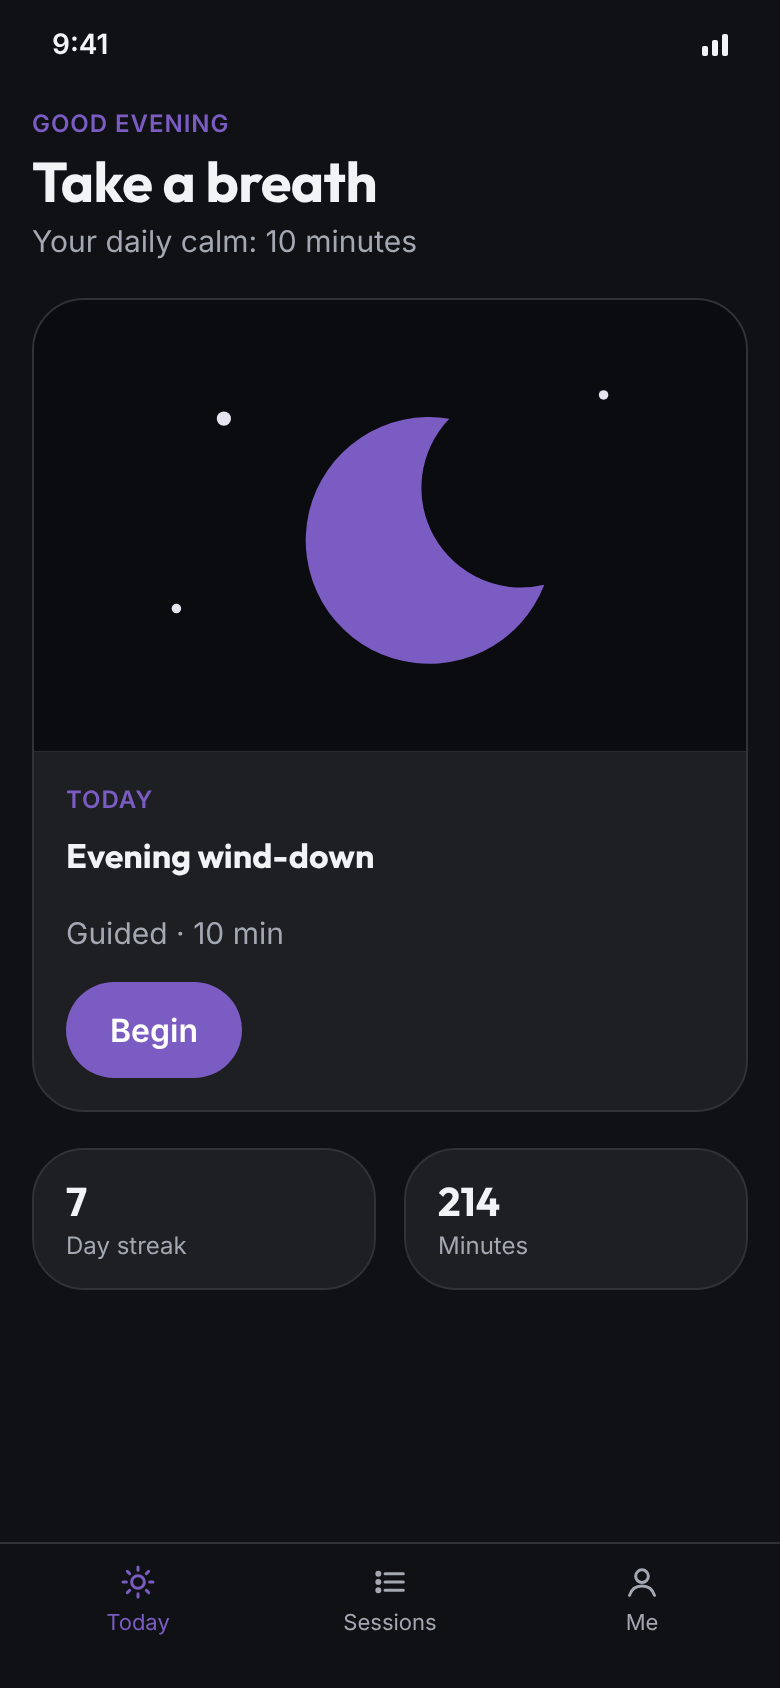 9:41
GOOD EVENING
Take a breath
Your daily calm: 10 minutes
TODAY
Evening wind-down
Guided · 10 min
Begin
7
Day streak
214
Minutes
Today
Sessions
Me